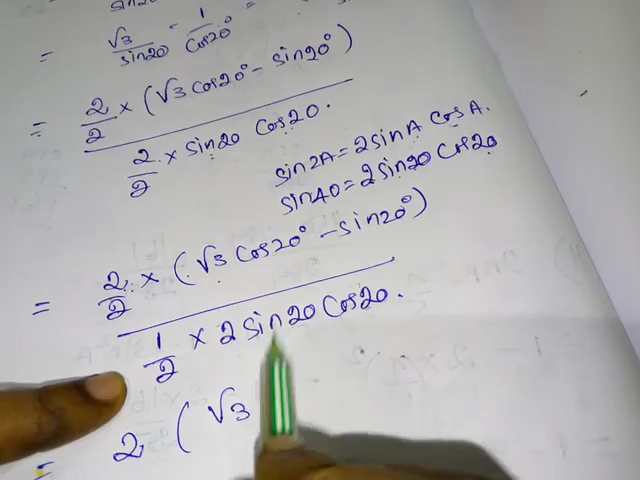 sin20
= √3/sin20 - 1/cos20° =
= 2/2 × (√3 cos20° - sin20°)
2/2 × sin20 cos20.
sin2A = 2sinA cosA.
sin40 = 2sin20 cos20
= 2/2 × (√3 cos20° - sin20°)
1/2 × 2 sin20 cos20.
= 2 (√3